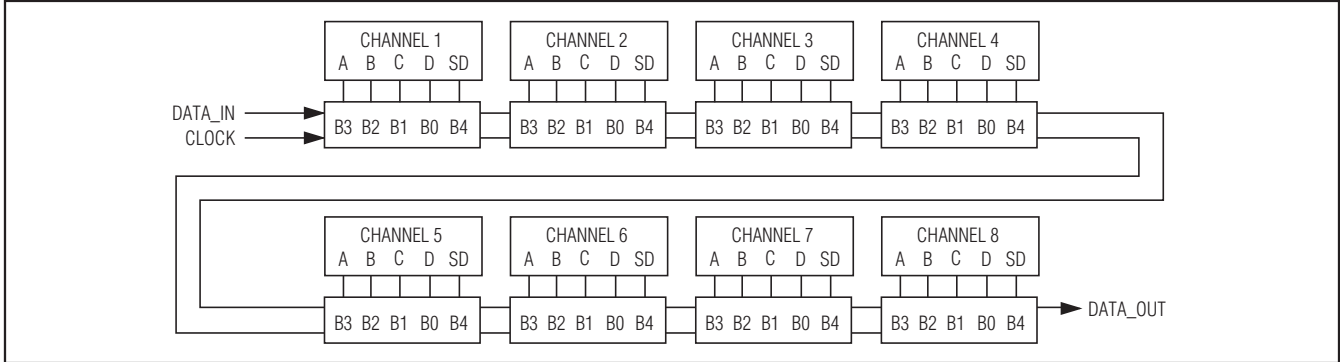 CHANNEL 1 CHANNEL 2 CHANNEL 3 CHANNEL 4
A B C D SD A B C D SD A B C D SD A B C D SD
DATA_IN
B3 B2 B1 B0 B4 B3 B2 B1 B0 B4 B3 B2 B1 B0 B4 B3 B2 B1 B0 B4
CLOCK
CHANNEL 5 CHANNEL 6 CHANNEL 7 CHANNEL 8
A B C D SD A B C D SD A B C D SD A B C D SD
DATA_OUT
B3 B2 B1 B0 B4 B3 B2 B1 B0 B4 B3 B2 B1 B0 B4 B3 B2 B1 B0 B4